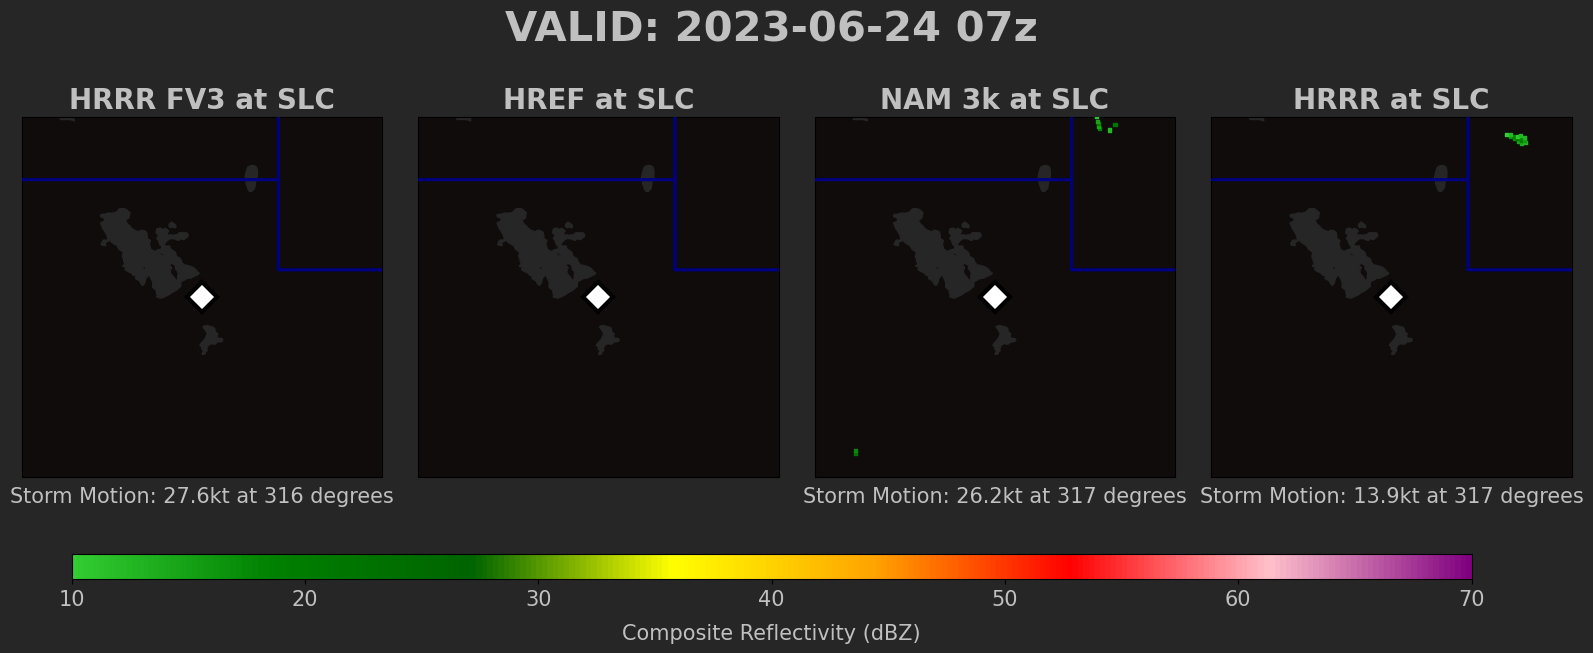 VALID: 2023-06-24 07z
HRRR FV3 at SLC
HREF at SLC
NAM 3k at SLC
HRRR at SLC
Storm Motion: 27.6kt at 316 degrees
Storm Motion: 26.2kt at 317 degrees
Storm Motion: 13.9kt at 317 degrees
10 20 30 40 50 60 70
Composite Reflectivity (dBZ)